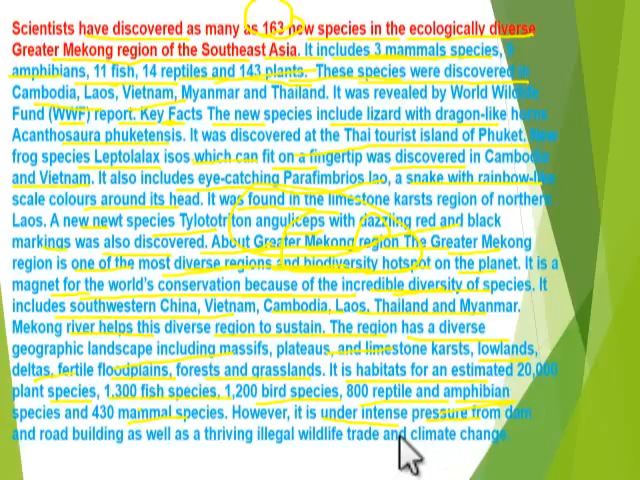 Scientists have discovered as many as 163 new species in the ecologically diverse
Greater Mekong region of the Southeast Asia. It includes 3 mammals species, 9
amphibians, 11 fish, 14 reptiles and 143 plants. These species were discovered in
Cambodia, Laos, Vietnam, Myanmar and Thailand. It was revealed by World Wildlife
Fund (WWF) report. Key Facts The new species include lizard with dragon-like horns
Acanthosaura phuketensis. It was discovered at the Thai tourist island of Phuket. New
frog species Leptolalax isos which can fit on a fingertip was discovered in Cambodia
and Vietnam. It also includes eye-catching Parafimbrios lao, a snake with rainbow-like
scale colours around its head. It was found in the limestone karsts region of northern
Laos. A new newt species Tylototriton anguliceps with dazzling red and black
markings was also discovered. About Greater Mekong region The Greater Mekong
region is one of the most diverse regions and biodiversity hotspot on the planet. It is a
magnet for the world's conservation because of the incredible diversity of species. It
includes southwestern China, Vietnam, Cambodia, Laos, Thailand and Myanmar.
Mekong river helps this diverse region to sustain. The region has a diverse
geographic landscape including massifs, plateaus, and limestone karsts, lowlands,
deltas, fertile floodplains, forests and grasslands. It is habitats for an estimated 20,000
plant species, 1,300 fish species, 1,200 bird species, 800 reptile and amphibian
species and 430 mammal species. However, it is under intense pressure from dam
and road building as well as a thriving illegal wildlife trade and climate change.